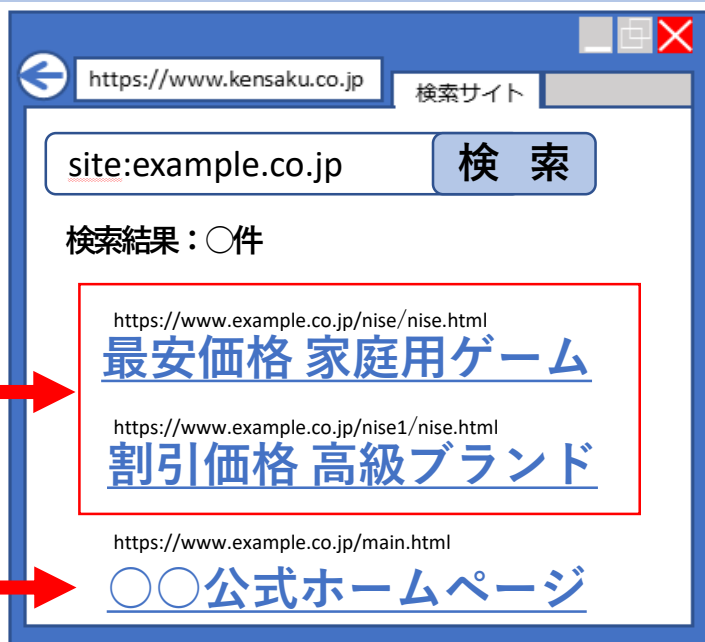 https://www.kensaku.co.jp
検索サイト
site:example.co.jp
検 索
検索結果：○件
https://www.example.co.jp/nise/nise.html
最安価格 家庭用ゲーム
https://www.example.co.jp/nise1/nise.html
割引価格 高級ブランド
https://www.example.co.jp/main.html
○○公式ホームページ